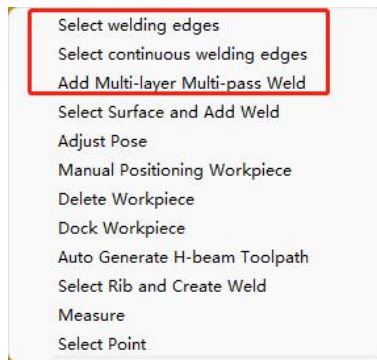 Select welding edges
Select continuous welding edges
Add Multi-layer Multi-pass Weld
Select Surface and Add Weld
Adjust Pose
Manual Positioning Workpiece
Delete Workpiece
Dock Workpiece
Auto Generate H-beam Toolpath
Select Rib and Create Weld
Measure
Select Point